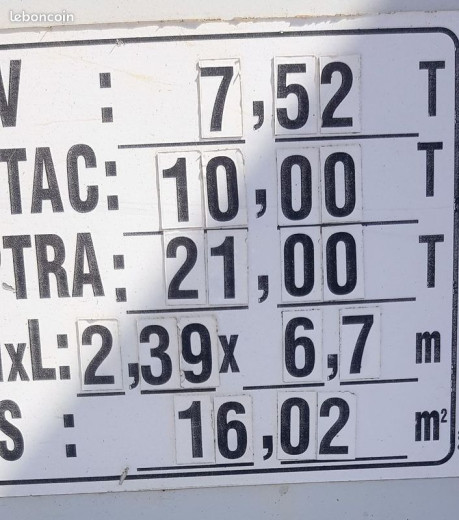 leboncoin
V : 7,52 T
TAC: 10,00 T
TRA: 21,00 T
xL: 2,39 x 6,7 m
S : 16,02 m²